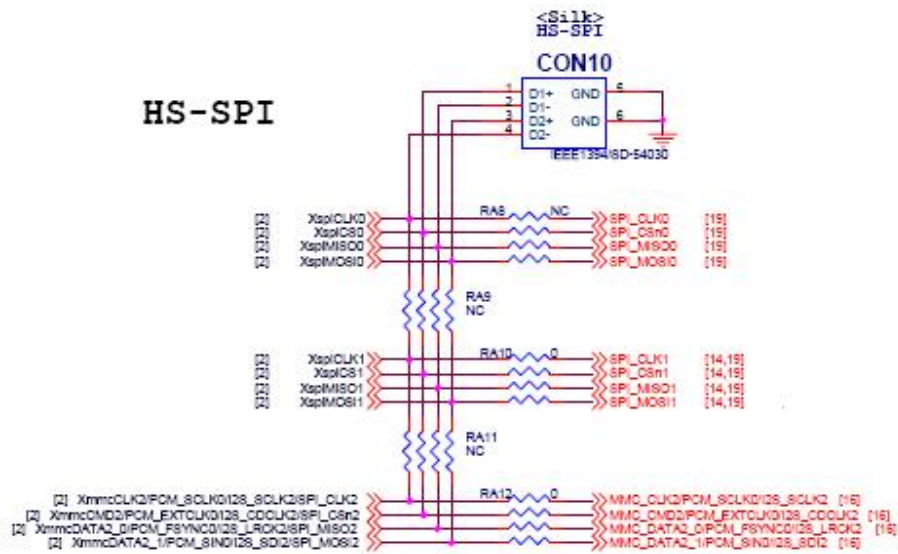 <Silk>
HS-SPI
CON10
HS-SPI
1 D1+ GND 5
2 D1-
3 D2+ GND 6
4 D2-
IEEE1394/SD-54030
RA8 NC
[2] XspiCLK0 SPI_CLK0 [19]
[2] XspiCS0 SPI_CSn0 [19]
[2] XspiMISO0 SPI_MISO0 [19]
[2] XspiMOSI0 SPI_MOSI0 [19]
RA9
NC
RA10 0
[2] XspiCLK1 SPI_CLK1 [14,19]
[2] XspiCS1 SPI_CSn1 [14,19]
[2] XspiMISO1 SPI_MISO1 [14,19]
[2] XspiMOSI1 SPI_MOSI1 [14,19]
RA11
NC
RA12 0
[2] XmmcCLK2/PCM_SCLK0/I2S_SCLK2/SPI_CLK2 MMC_CLK2/PCM_SCLK0/I2S_SCLK2 [16]
[2] XmmcCMD2/PCM_EXTCLK0/I2S_CDCLK2/SPI_CSn2 MMC_CMD2/PCM_EXTCLK0/I2S_CDCLK2 [16]
[2] XmmcDATA2_0/PCM_FSYNC0/I2S_LRCK2/SPI_MISO2 MMC_DATA2_0/PCM_FSYNC0/I2S_LRCK2 [16]
[2] XmmcDATA2_1/PCM_SIN0/I2S_SDI2/SPI_MOSI2 MMC_DATA2_1/PCM_SIN0/I2S_SDI2 [16]